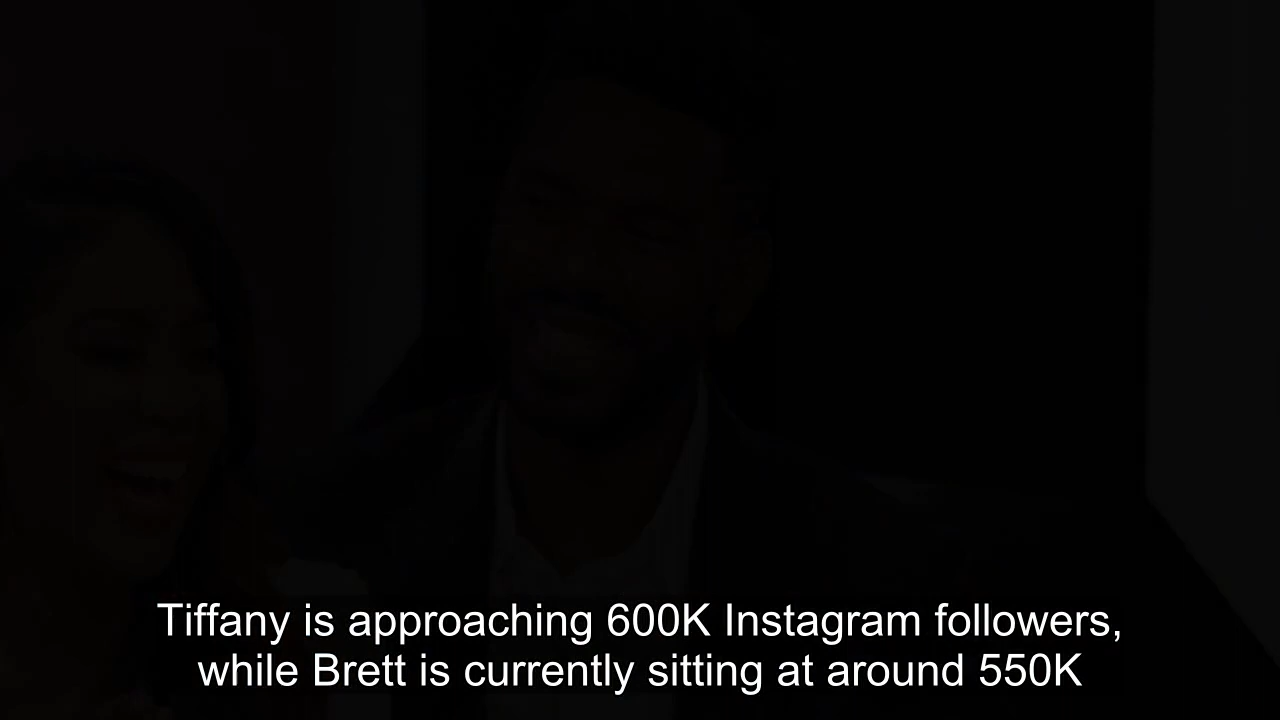 Tiffany is approaching 600K Instagram followers,
while Brett is currently sitting at around 550K